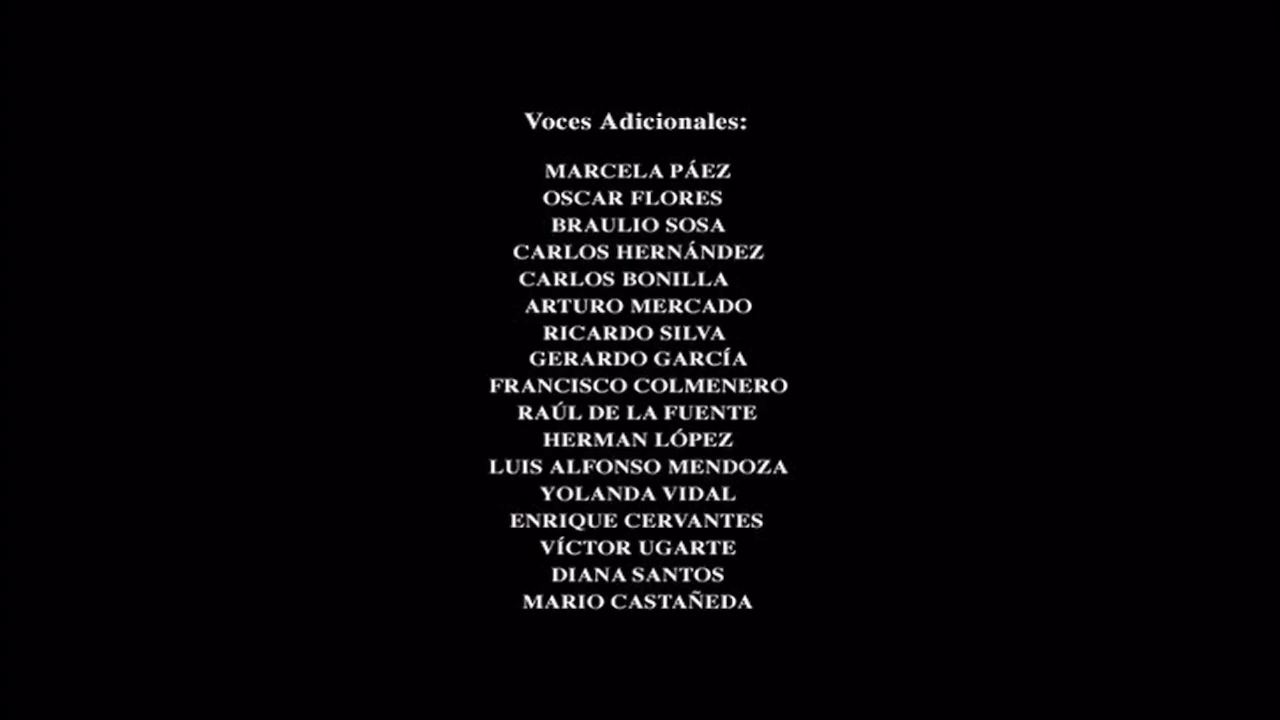 Voces Adicionales:
MARCELA PÁEZ
OSCAR FLORES
BRAULIO SOSA
CARLOS HERNÁNDEZ
CARLOS BONILLA
ARTURO MERCADO
RICARDO SILVA
GERARDO GARCÍA
FRANCISCO COLMENERO
RAÚL DE LA FUENTE
HERMAN LÓPEZ
LUIS ALFONSO MENDOZA
YOLANDA VIDAL
ENRIQUE CERVANTES
VÍCTOR UGARTE
DIANA SANTOS
MARIO CASTAÑEDA